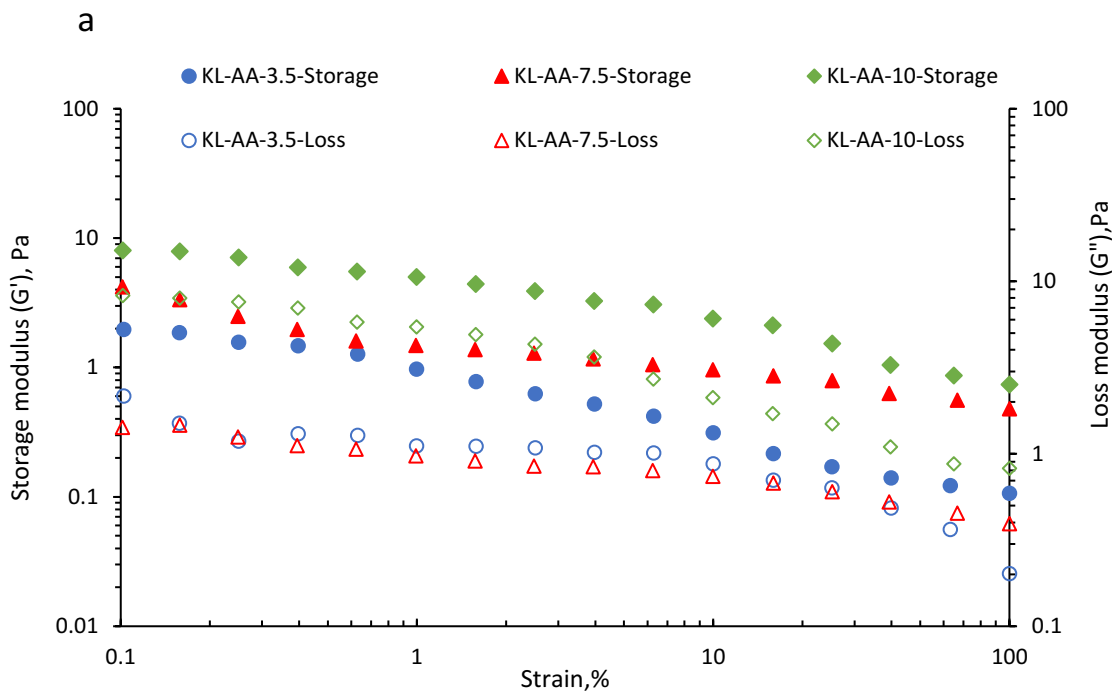 a
KL-AA-3.5-Storage KL-AA-7.5-Storage KL-AA-10-Storage
KL-AA-3.5-Loss KL-AA-7.5-Loss KL-AA-10-Loss
Storage modulus (G'), Pa
100
10
1
0.1
0.01
Loss modulus (G"),Pa
100
10
1
0.1
0.1 1 10 100
Strain,%